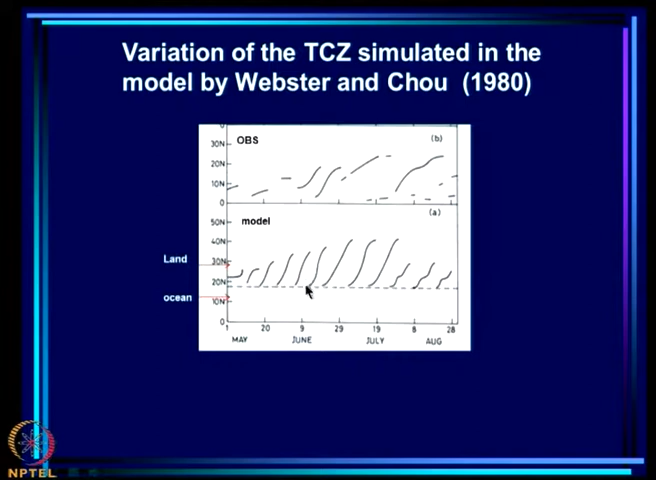 Variation of the TCZ simulated in the
model by Webster and Chou (1980)
OBS
(b)
30N
20N
10N
0
(a)
model
50N
40N
30N
20N
10N
0
Land
ocean
1 20 9 29 19 8 28
MAY JUNE JULY AUG
NPTEL